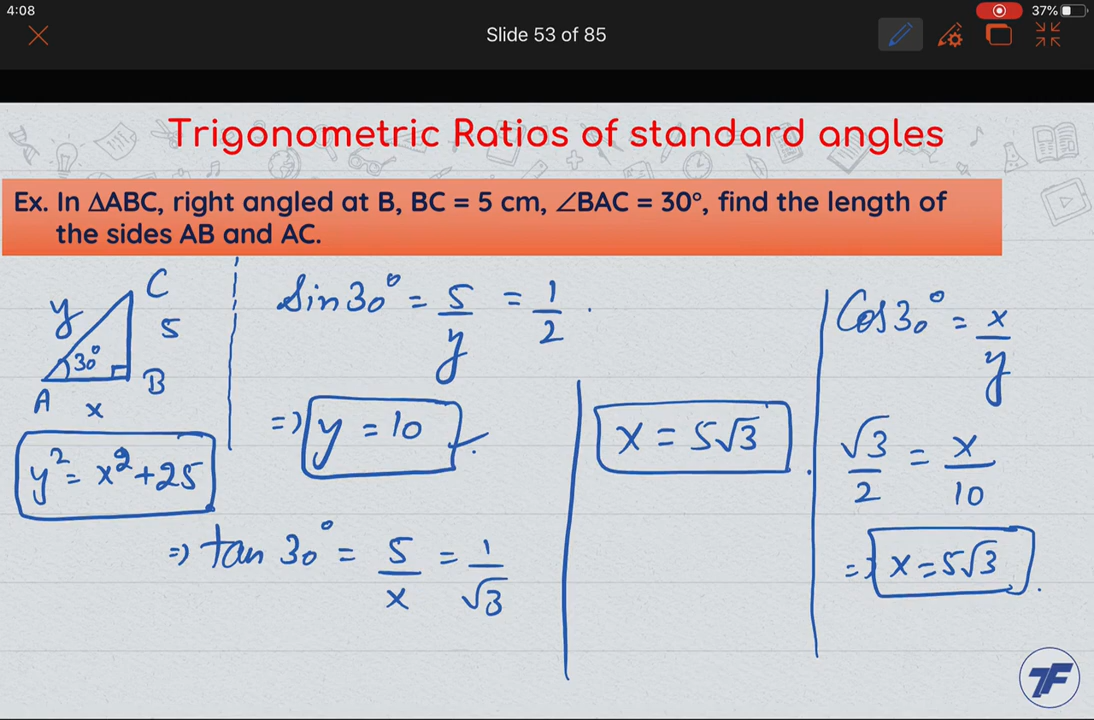 4:08
37%
Slide 53 of 85
Trigonometric Ratios of standard angles
Ex. In ΔABC, right angled at B, BC = 5 cm, ∠BAC = 30°, find the length of
the sides AB and AC.
C
y
5
30°
B
A
x
y² = x² + 25
Sin 30° = 5/y = 1/2 .
=> y = 10
=> tan 30° = 5/x = 1/√3
x = 5√3
Cos 30° = x/y
√3/2 = x/10
=> x = 5√3 .
TF